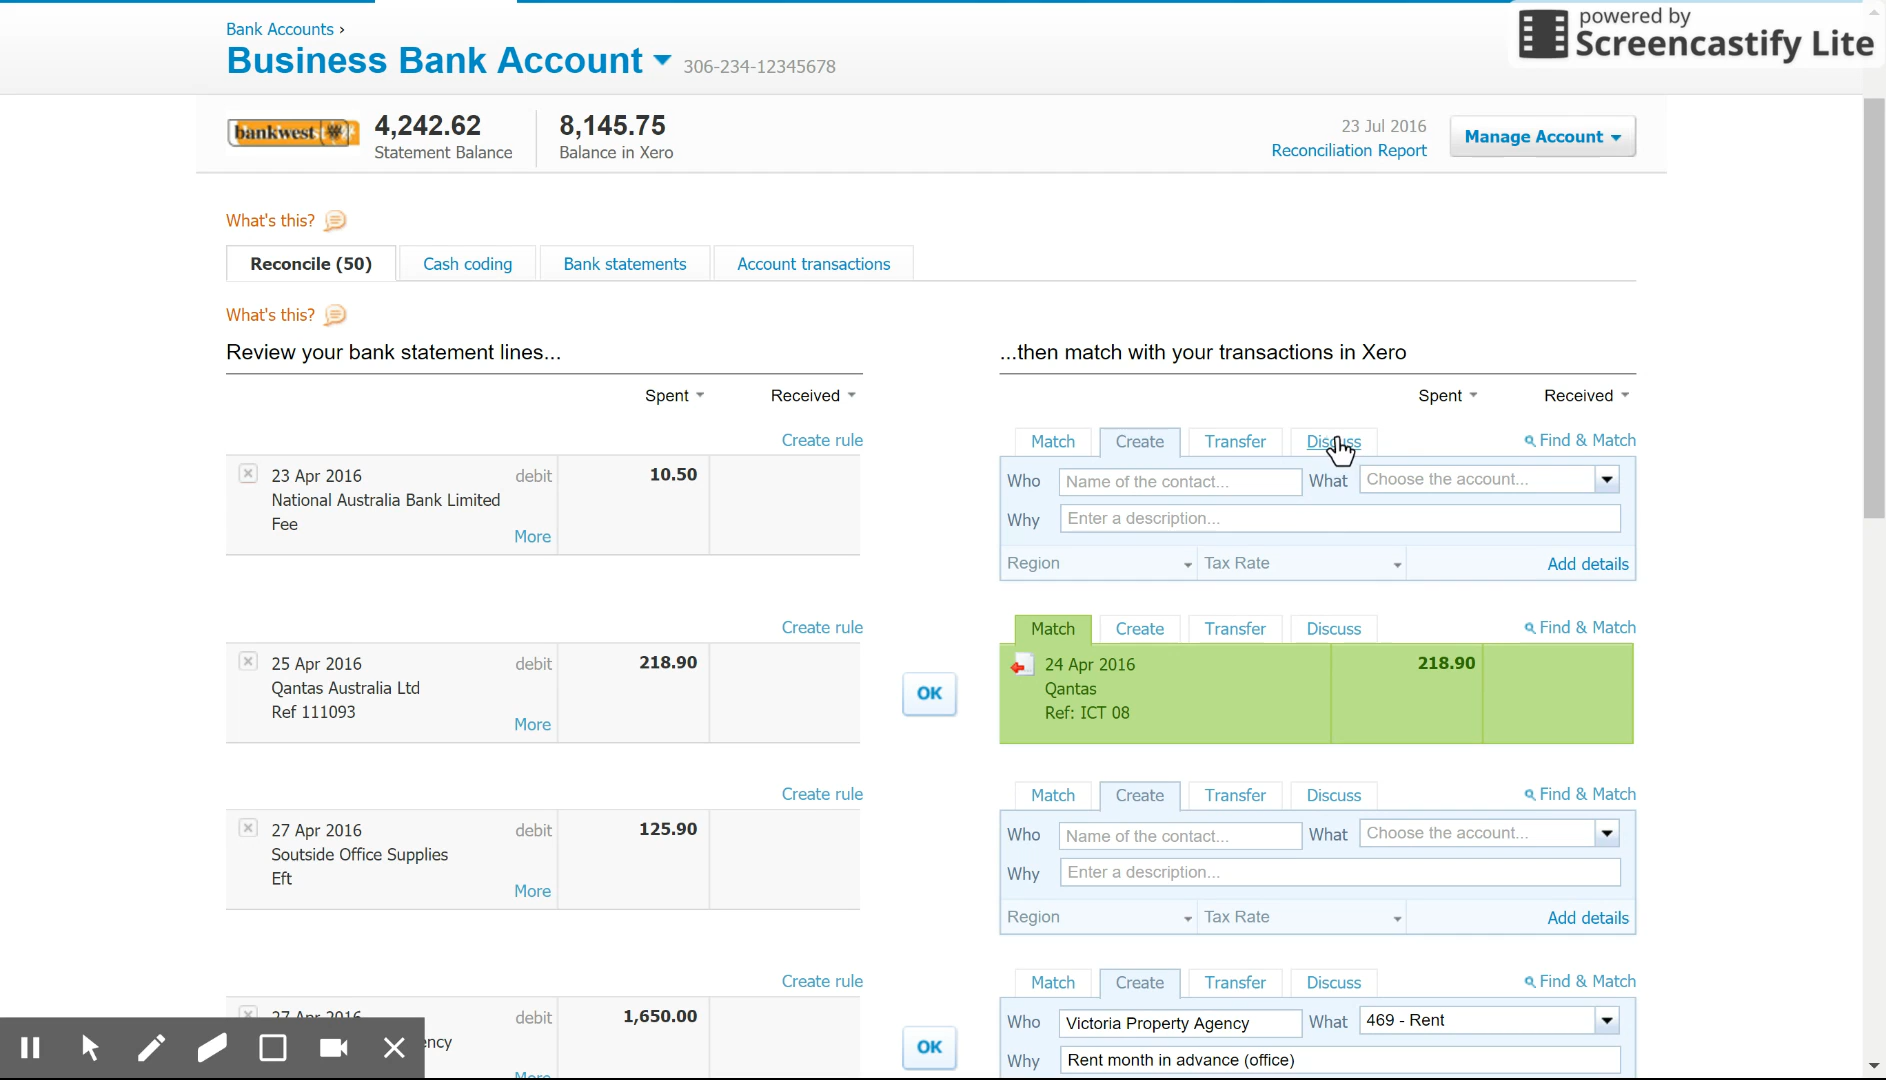 Bank Accounts ›
Business Bank Account 306-234-12345678
powered by
Screencastify Lite
bankwest
4,242.62
Statement Balance
8,145.75
Balance in Xero
23 Jul 2016
Reconciliation Report
Manage Account
What's this?
Reconcile (50) Cash coding Bank statements Account transactions
What's this?
Review your bank statement lines...
...then match with your transactions in Xero
Spent Received
Spent Received
Create rule
23 Apr 2016 debit 10.50
National Australia Bank Limited
Fee
More
Match Create Transfer Discuss Find & Match
Who Name of the contact... What Choose the account...
Why Enter a description...
Region Tax Rate Add details
Create rule
25 Apr 2016 debit 218.90
Qantas Australia Ltd
Ref 111093
More
OK
Match Create Transfer Discuss Find & Match
24 Apr 2016 218.90
Qantas
Ref: ICT 08
Create rule
27 Apr 2016 debit 125.90
Soutside Office Supplies
Eft
More
Match Create Transfer Discuss Find & Match
Who Name of the contact... What Choose the account...
Why Enter a description...
Region Tax Rate Add details
Create rule
27 Apr 2016 debit 1,650.00
ency
More
OK
Match Create Transfer Discuss Find & Match
Who Victoria Property Agency What 469 - Rent
Why Rent month in advance (office)